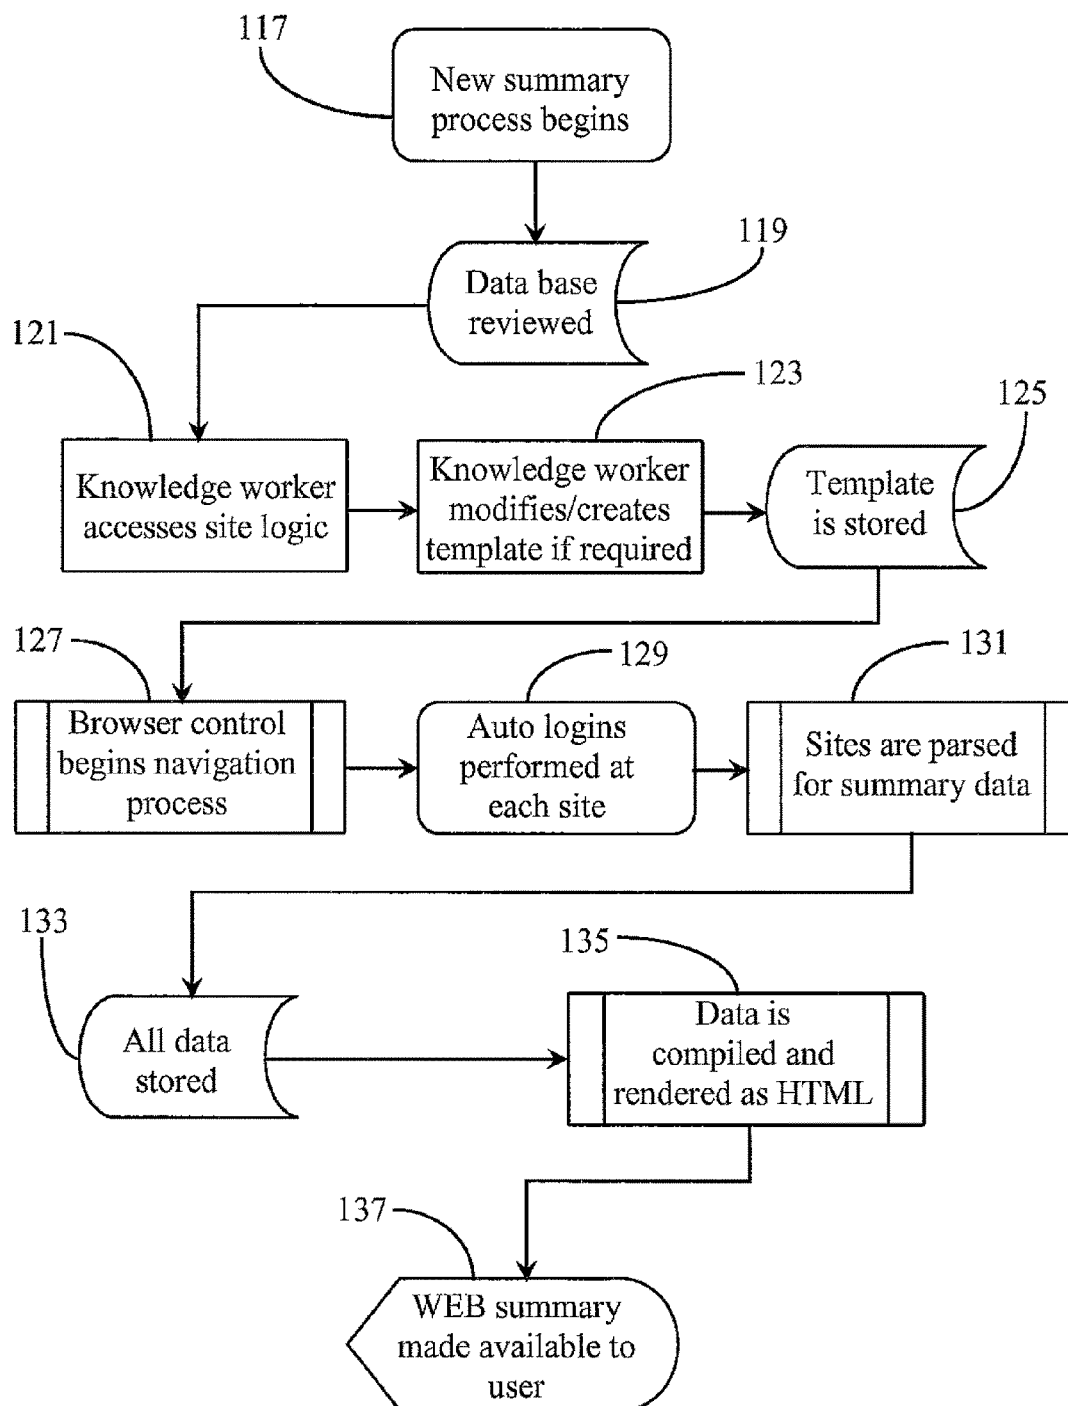 117
New summary
process begins
119
Data base
reviewed
121
Knowledge worker
accesses site logic
123
Knowledge worker
modifies/creates
template if required
125
Template
is stored
127
Browser control
begins navigation
process
129
Auto logins
performed at
each site
131
Sites are parsed
for summary data
133
All data
stored
135
Data is
compiled and
rendered as HTML
137
WEB summary
made available to
user